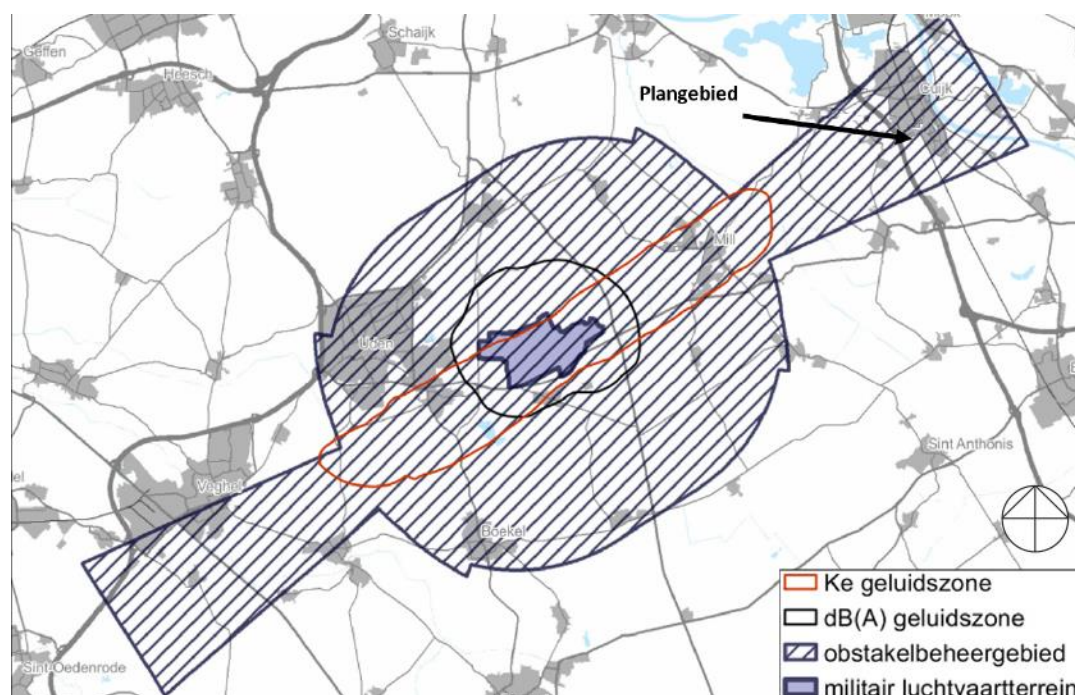 Geffen
Schaijk
Mook
Heesch
Cuijk
Plangebied
Mill
Uden
Sint Anthonis
Veghel
Boekel
Sint-Oedenrode
Ke geluidszone
dB(A) geluidszone
obstakelbeheergebied
militair luchtvaartterrein